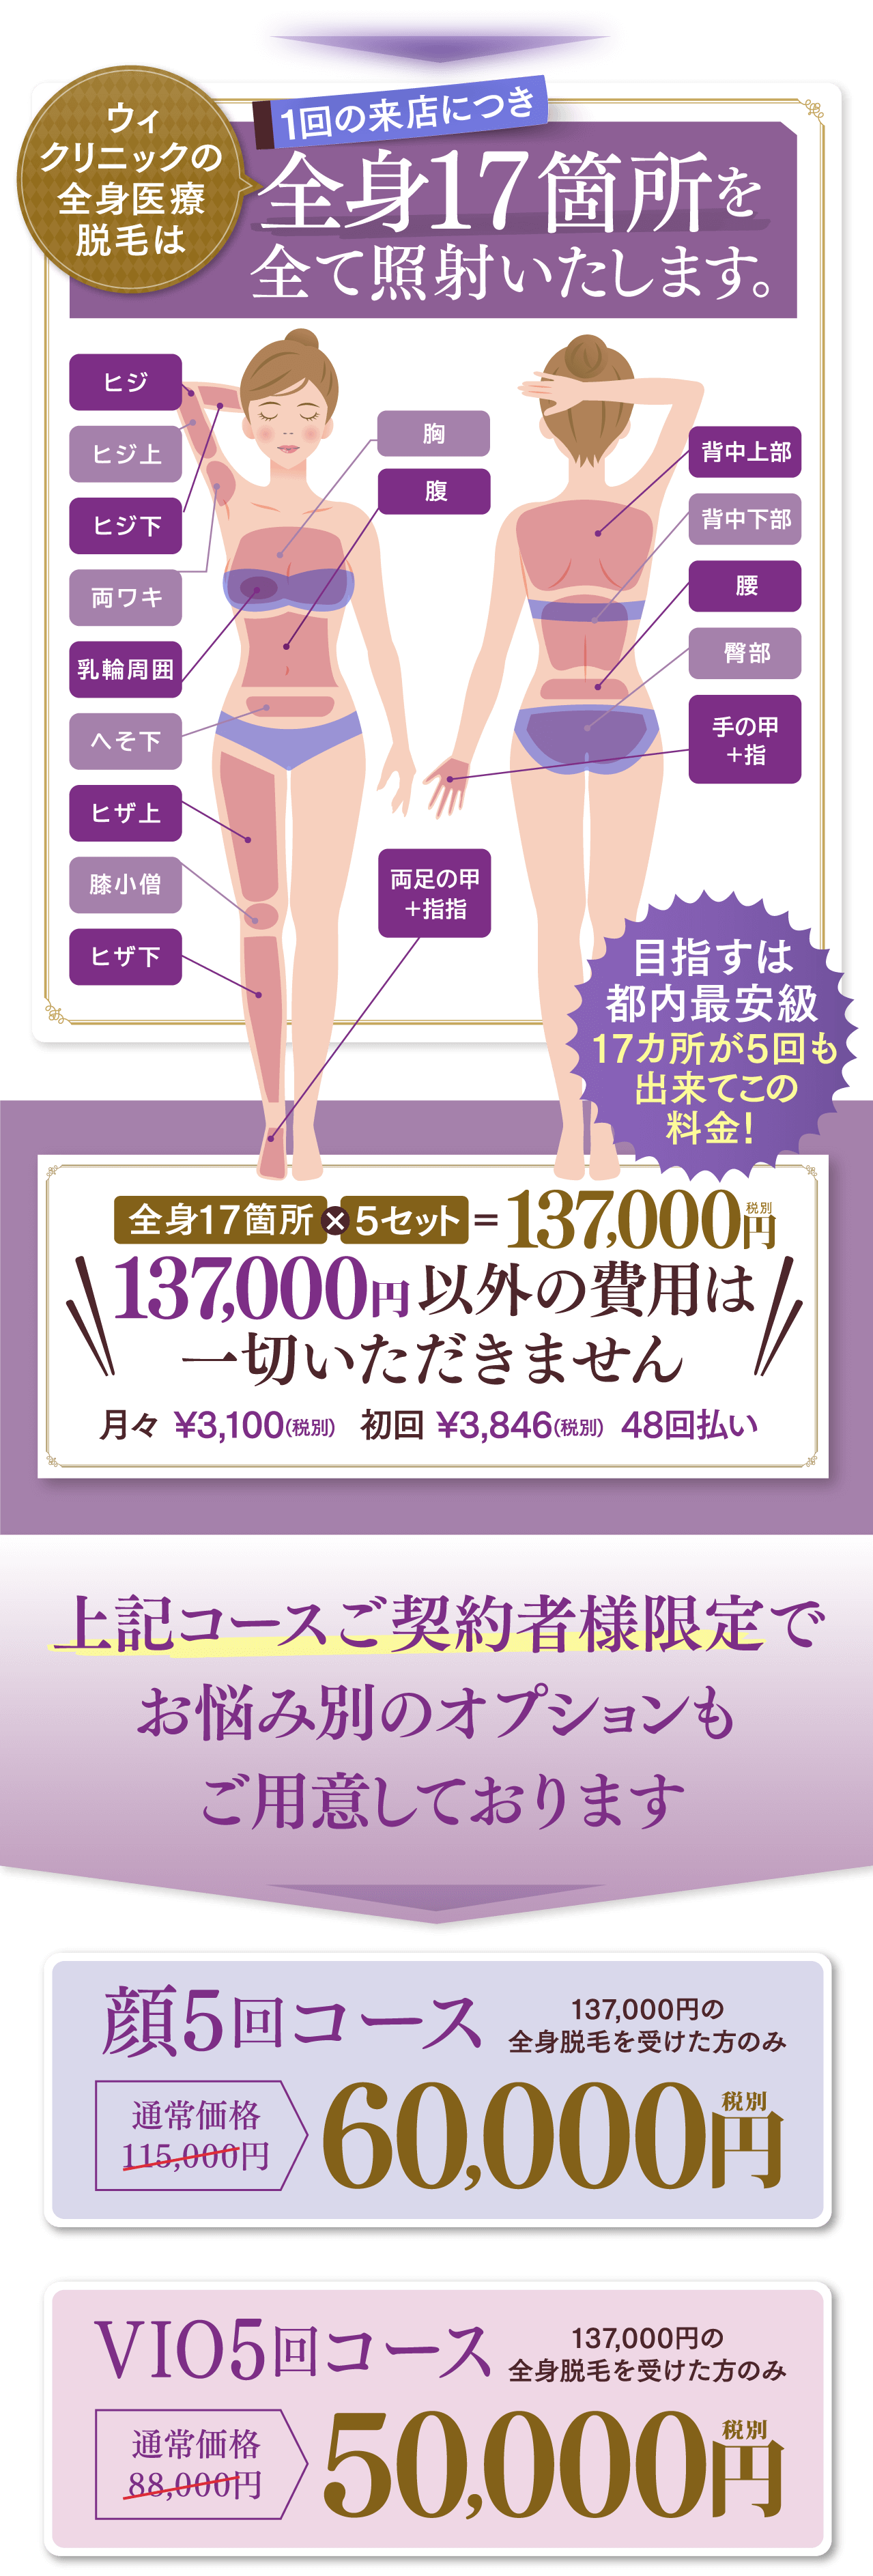 ウィ
クリニックの
全身医療
脱毛は
1回の来店につき
全身17箇所を
全て照射いたします。
ヒジ
ヒジ上
ヒジ下
両ワキ
乳輪周囲
へそ下
ヒザ上
膝小僧
ヒザ下
胸
腹
両足の甲
+指指
背中上部
背中下部
腰
臀部
手の甲
+指
目指すは
都内最安級
17カ所が5回も
出来てこの
料金!
全身17箇所×5セット=137,000円税別
137,000円以外の費用は
一切いただきません
月々 ¥3,100(税別) 初回 ¥3,846(税別) 48回払い
上記コースご契約者様限定で
お悩み別のオプションも
ご用意しております
顔5回コース
137,000円の
全身脱毛を受けた方のみ
通常価格
115,000円
60,000円税別
VIO5回コース
137,000円の
全身脱毛を受けた方のみ
通常価格
88,000円
50,000円税別